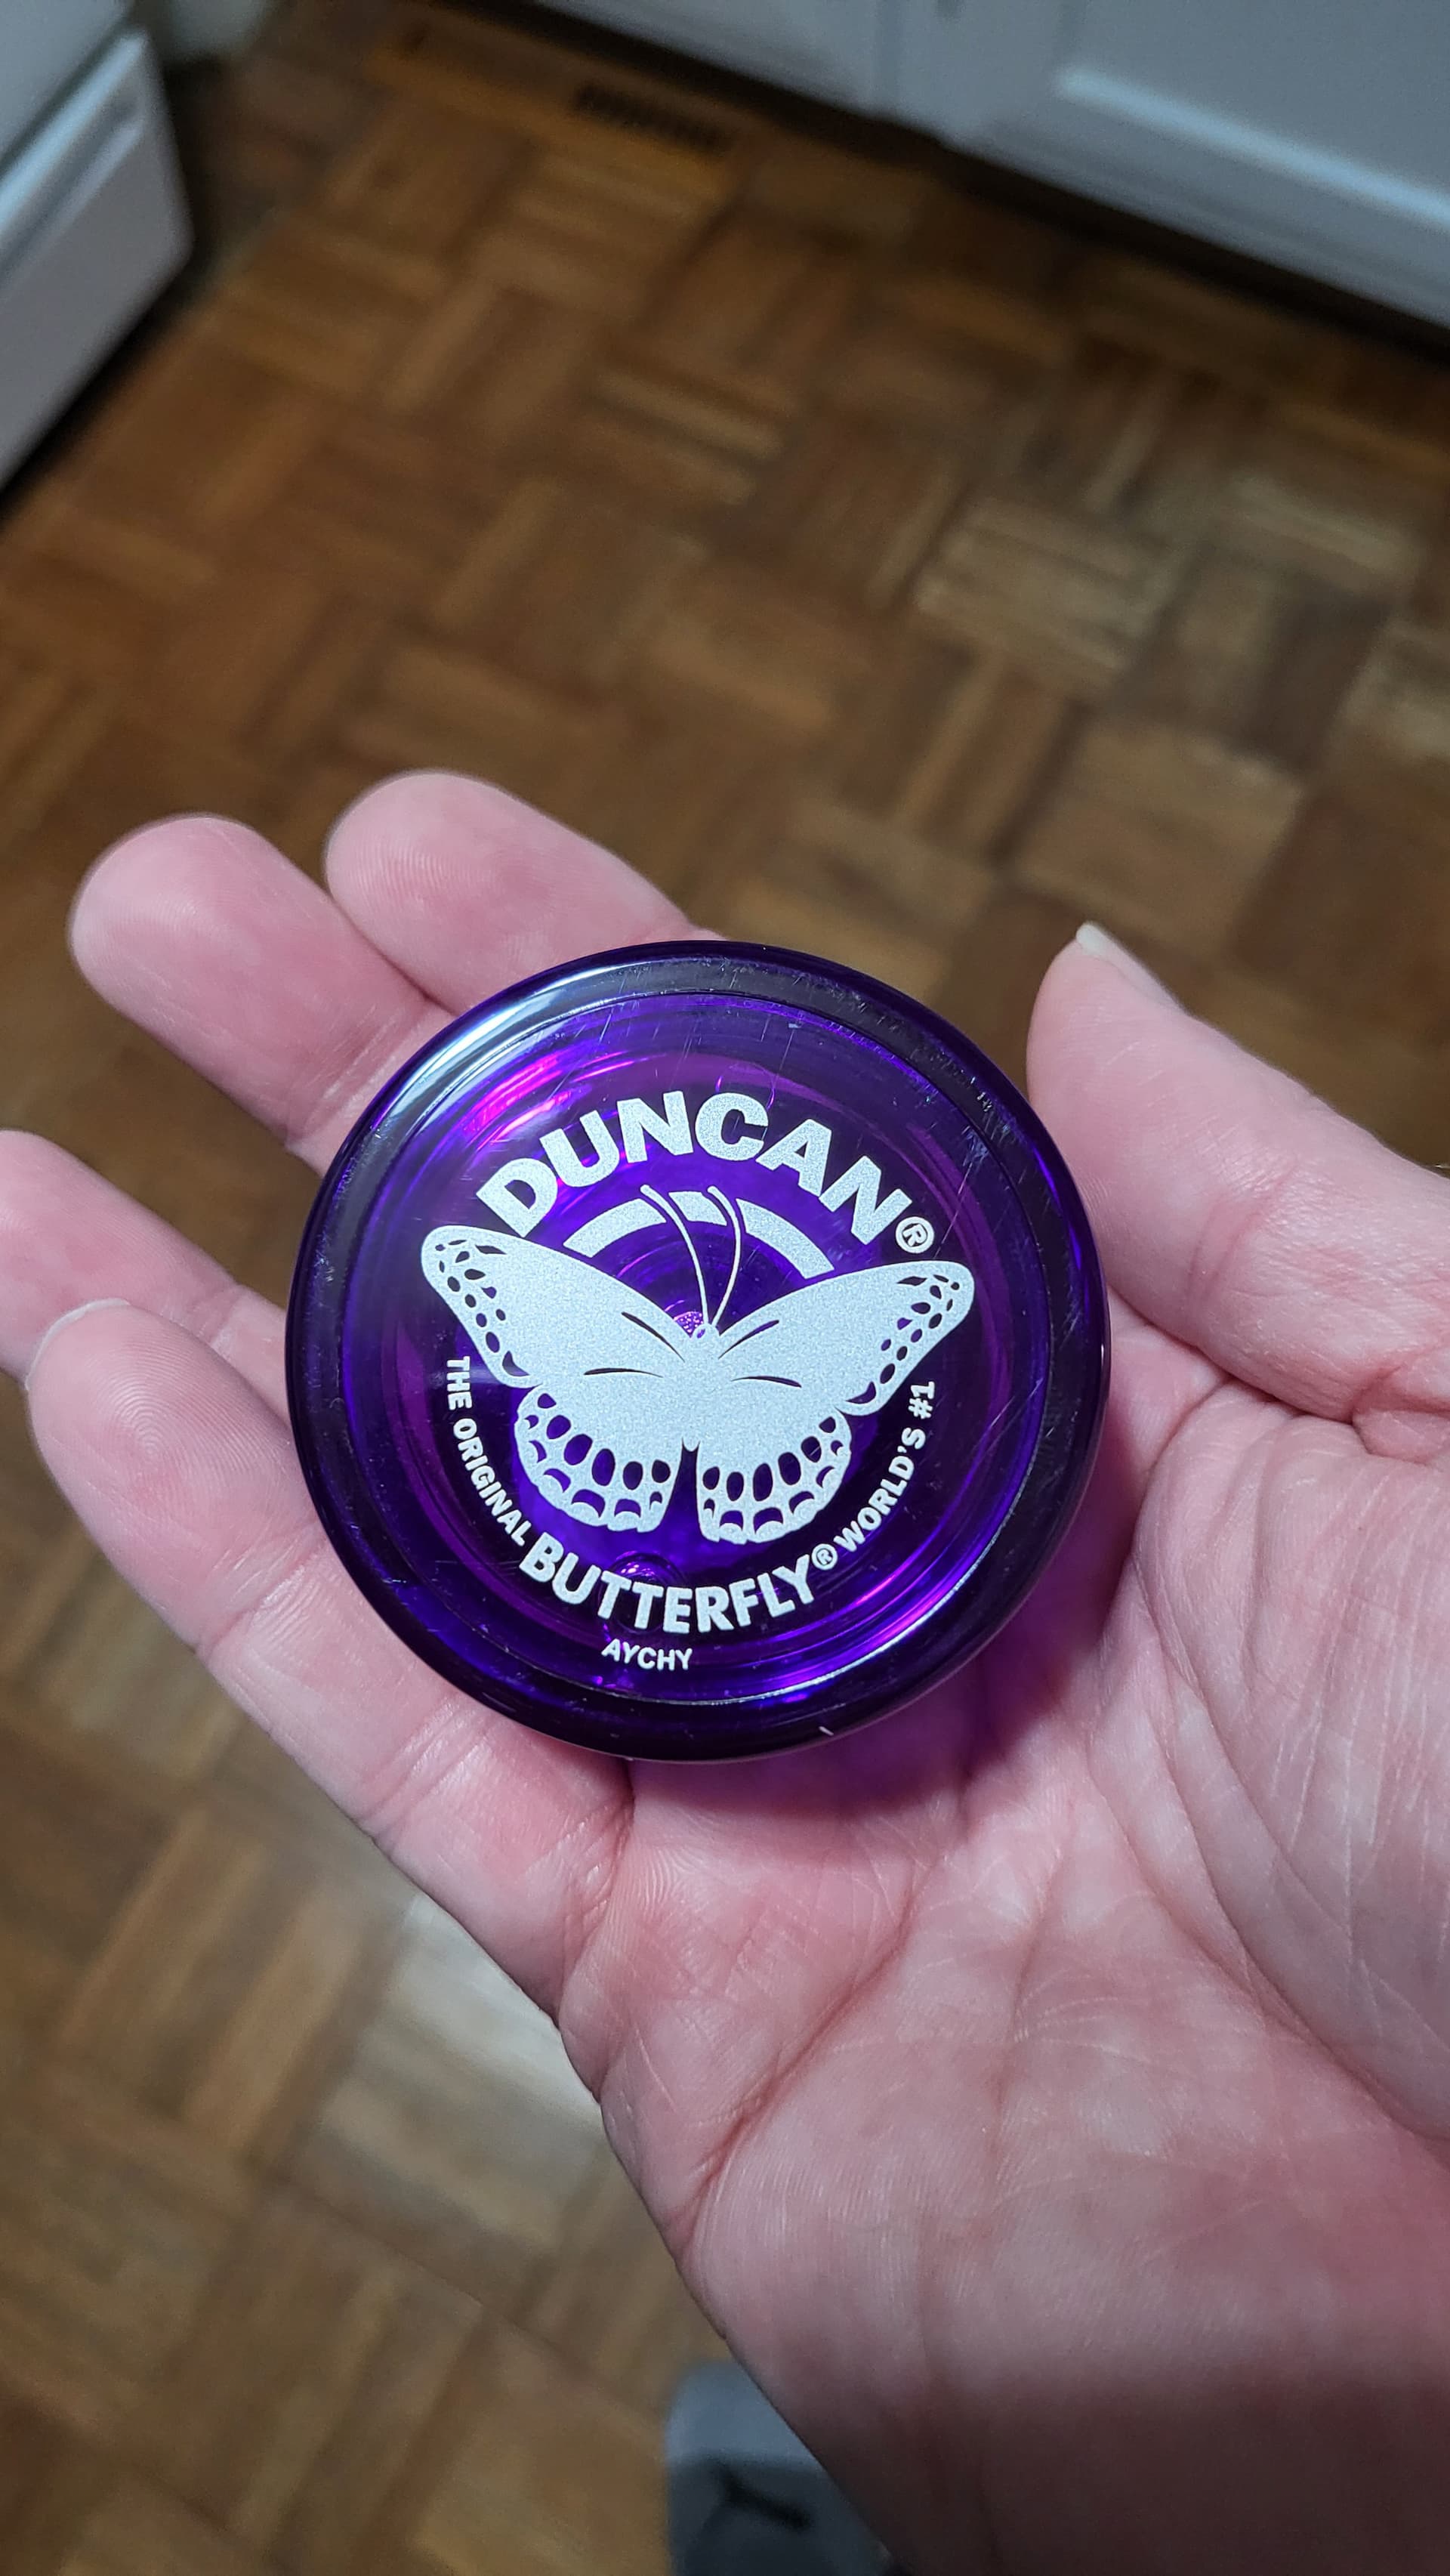 DUNCAN®
THE ORIGINAL BUTTERFLY® WORLD'S #1
AYCHY